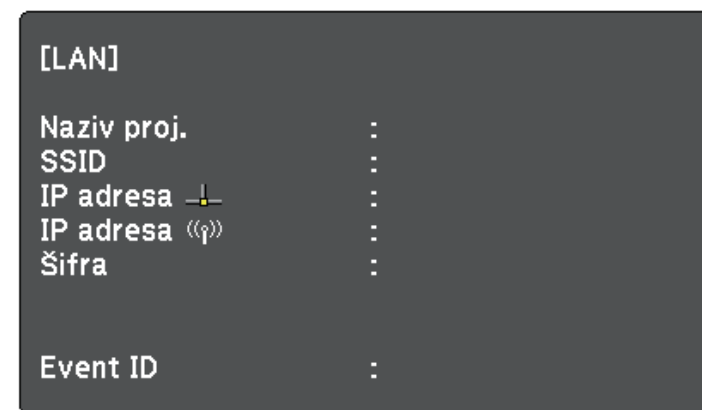 [LAN]
Naziv proj. :
SSID :
IP adresa :
IP adresa :
Šifra :
Event ID :